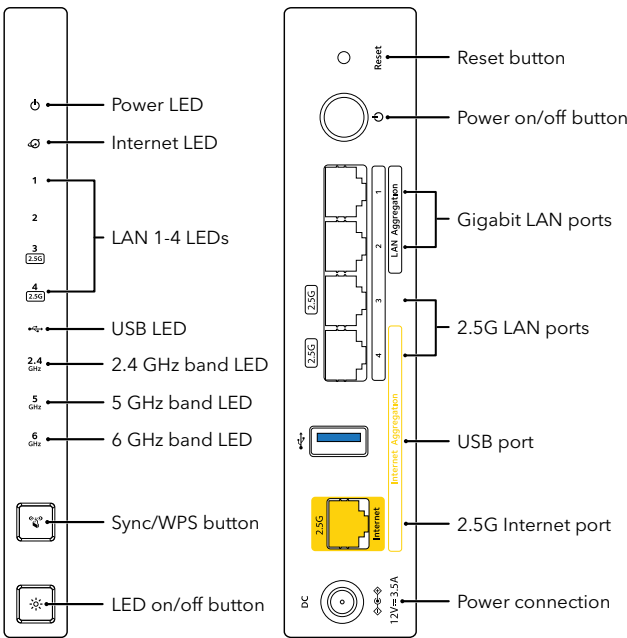 Power LED
Internet LED
1
2
3
2.5G
4
2.5G
LAN 1-4 LEDs
USB LED
2.4
GHz
2.4 GHz band LED
5
GHz
5 GHz band LED
6
GHz
6 GHz band LED
Sync/WPS button
LED on/off button
Reset
Reset button
Power on/off button
1
2
LAN Aggregation
Gigabit LAN ports
2.5G
3
2.5G
4
2.5G LAN ports
Internet Aggregation
USB port
2.5G
Internet
2.5G Internet port
DC
12V⎓3.5A
Power connection